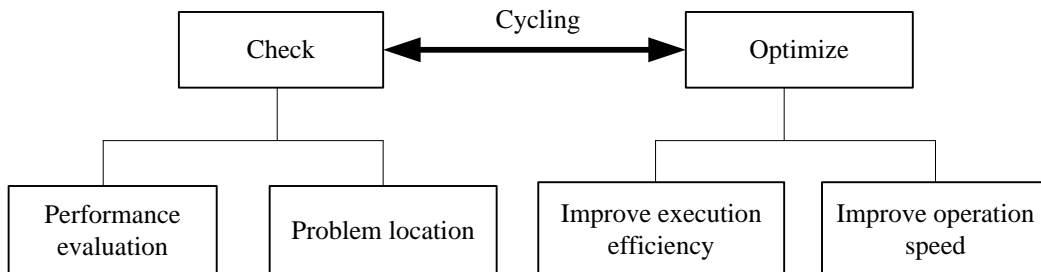 Cycling
Check
Optimize
Performance
evaluation
Problem location
Improve execution
efficiency
Improve operation
speed